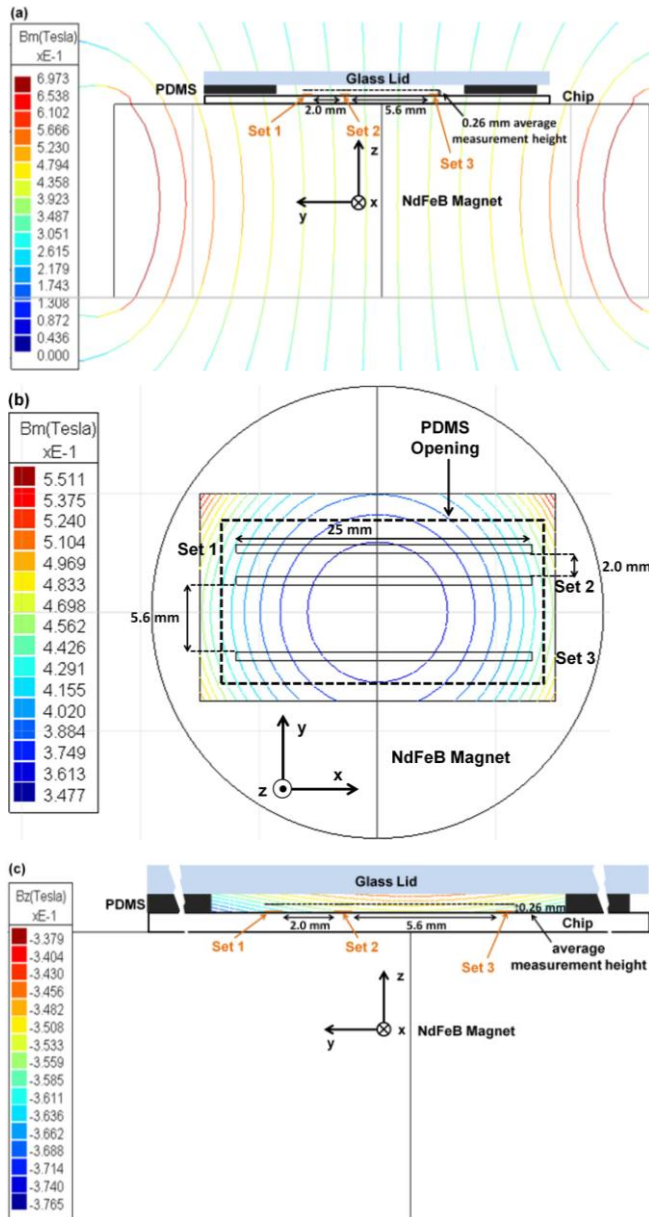 (a)
Bm(Tesla)
xE-1
6.973
6.538
6.102
5.666
5.230
4.794
4.358
3.923
3.487
3.051
2.615
2.179
1.743
1.308
0.872
0.436
0.000
Glass Lid
PDMS
Chip
2.0 mm
5.6 mm
Set 1
Set 2
Set 3
0.26 mm average
measurement height
z
y
x
NdFeB Magnet
(b)
Bm(Tesla)
xE-1
5.511
5.375
5.240
5.104
4.969
4.833
4.698
4.562
4.426
4.291
4.155
4.020
3.884
3.749
3.613
3.477
PDMS
Opening
25 mm
Set 1
2.0 mm
Set 2
5.6 mm
Set 3
y
x
z
NdFeB Magnet
(c)
Bz(Tesla)
xE-1
-3.379
-3.404
-3.430
-3.456
-3.482
-3.508
-3.533
-3.559
-3.585
-3.611
-3.636
-3.662
-3.688
-3.714
-3.740
-3.765
Glass Lid
PDMS
0.26 mm
2.0 mm
5.6 mm
Chip
Set 1
Set 2
Set 3
average
measurement height
z
y
x
NdFeB Magnet